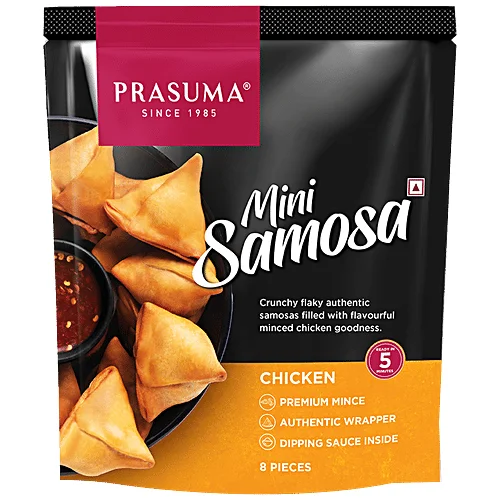 PRASUMA®
SINCE 1985
Mini
Samosa
Crunchy flaky authentic
samosas filled with flavourful
minced chicken goodness.
READY IN
5
MINUTES
CHICKEN
PREMIUM MINCE
AUTHENTIC WRAPPER
DIPPING SAUCE INSIDE
8 PIECES